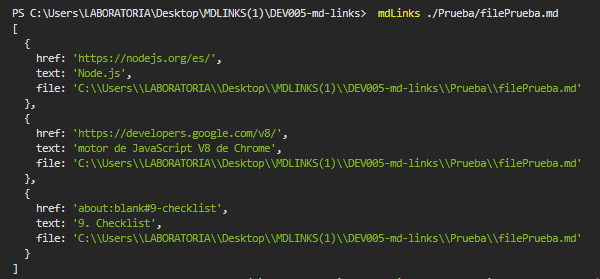 PS C:\Users\LABORATORIA\Desktop\MDLINKS(1)\DEV005-md-links> mdLinks ./Prueba/filePrueba.md
[
  {
    href: 'https://nodejs.org/es/',
    text: 'Node.js',
    file: 'C:\\Users\\LABORATORIA\\Desktop\\MDLINKS(1)\\DEV005-md-links\\Prueba\\filePrueba.md'
  },
  {
    href: 'https://developers.google.com/v8/',
    text: 'motor de JavaScript V8 de Chrome',
    file: 'C:\\Users\\LABORATORIA\\Desktop\\MDLINKS(1)\\DEV005-md-links\\Prueba\\filePrueba.md'
  },
  {
    href: 'about:blank#9-checklist',
    text: '9. Checklist',
    file: 'C:\\Users\\LABORATORIA\\Desktop\\MDLINKS(1)\\DEV005-md-links\\Prueba\\filePrueba.md'
  }
]